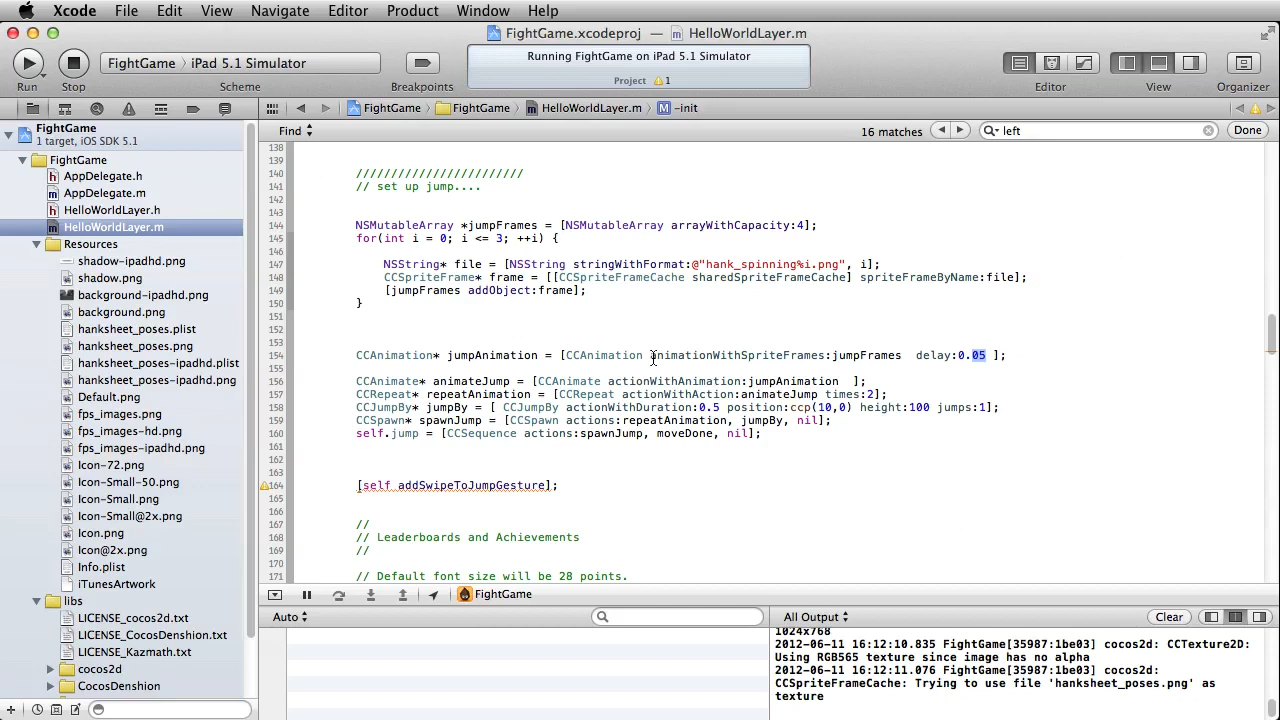 Xcode File Edit View Navigate Editor Product Window Help
FightGame.xcodeproj — HelloWorldLayer.m
FightGame › iPad 5.1 Simulator
Running FightGame on iPad 5.1 Simulator
Project 1
Run Stop Scheme Breakpoints Editor View Organizer
FightGame › FightGame › HelloWorldLayer.m › M -init
Find 16 matches left Done
FightGame
1 target, iOS SDK 5.1
FightGame
AppDelegate.h
AppDelegate.m
HelloWorldLayer.h
HelloWorldLayer.m
Resources
shadow-ipadhd.png
shadow.png
background-ipadhd.png
background.png
hanksheet_poses.plist
hanksheet_poses.png
hanksheet_poses-ipadhd.plist
hanksheet_poses-ipadhd.png
Default.png
fps_images.png
fps_images-hd.png
fps_images-ipadhd.png
Icon-72.png
Icon-Small-50.png
Icon-Small.png
Icon-Small@2x.png
Icon.png
Icon@2x.png
Info.plist
iTunesArtwork
libs
LICENSE_cocos2d.txt
LICENSE_CocosDenshion.txt
LICENSE_Kazmath.txt
cocos2d
CocosDenshion
138
139
140 /////////////////////////
141 // set up jump....
142
143
144 NSMutableArray *jumpFrames = [NSMutableArray arrayWithCapacity:4];
145 for(int i = 0; i <= 3; ++i) {
146
147 NSString* file = [NSString stringWithFormat:@"hank_spinning%i.png", i];
148 CCSpriteFrame* frame = [[CCSpriteFrameCache sharedSpriteFrameCache] spriteFrameByName:file];
149 [jumpFrames addObject:frame];
150 }
151
152
153
154 CCAnimation* jumpAnimation = [CCAnimation animationWithSpriteFrames:jumpFrames delay:0.05 ];
155
156 CCAnimate* animateJump = [CCAnimate actionWithAnimation:jumpAnimation ];
157 CCRepeat* repeatAnimation = [CCRepeat actionWithAction:animateJump times:2];
158 CCJumpBy* jumpBy = [ CCJumpBy actionWithDuration:0.5 position:ccp(10,0) height:100 jumps:1];
159 CCSpawn* spawnJump = [CCSpawn actions:repeatAnimation, jumpBy, nil];
160 self.jump = [CCSequence actions:spawnJump, moveDone, nil];
161
162
163
164 [self addSwipeToJumpGesture];
165
166
167 //
168 // Leaderboards and Achievements
169 //
170
171 // Default font size will be 28 points.
FightGame
Auto All Output Clear
1024x768
2012-06-11 16:12:10.835 FightGame[35987:1be03] cocos2d: CCTexture2D:
Using RGB565 texture since image has no alpha
2012-06-11 16:12:11.076 FightGame[35987:1be03] cocos2d:
CCSpriteFrameCache: Trying to use file 'hanksheet_poses.png' as
texture